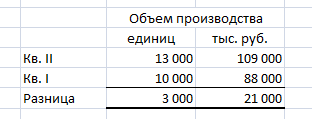 Объем производства
единиц тыс. руб.
Кв. II 13 000 109 000
Кв. I 10 000 88 000
Разница 3 000 21 000